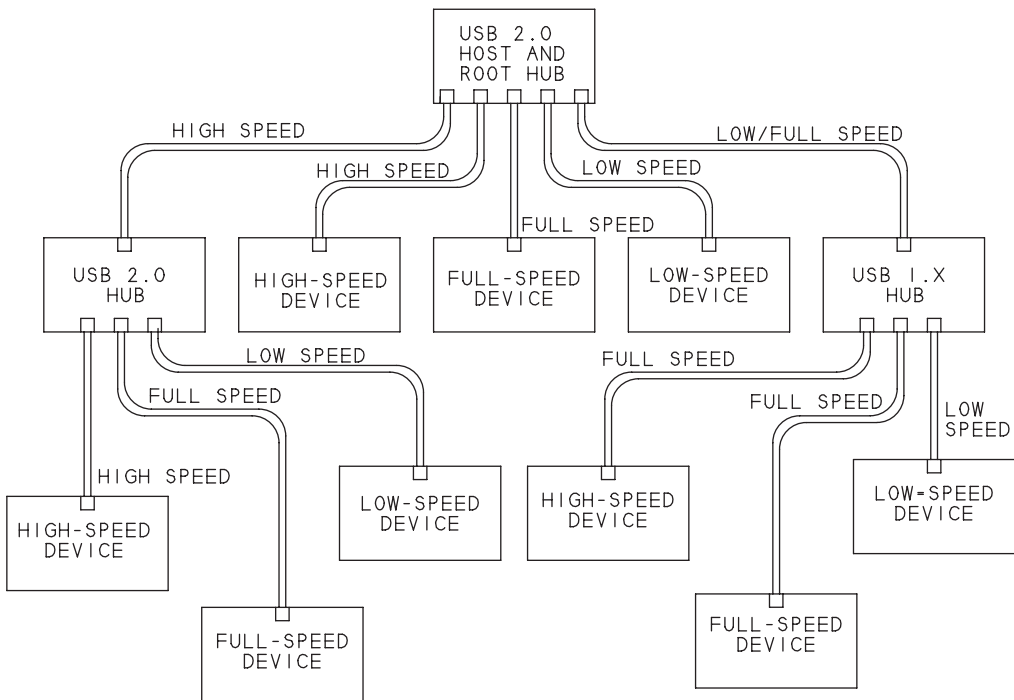 USB 2.0
HOST AND
ROOT HUB
HIGH SPEED
LOW/FULL SPEED
HIGH SPEED
LOW SPEED
FULL SPEED
USB 2.0
HUB
HIGH-SPEED
DEVICE
FULL-SPEED
DEVICE
LOW-SPEED
DEVICE
USB 1.X
HUB
LOW SPEED
FULL SPEED
FULL SPEED
FULL SPEED
LOW
SPEED
HIGH SPEED
HIGH-SPEED
DEVICE
LOW-SPEED
DEVICE
HIGH-SPEED
DEVICE
LOW=SPEED
DEVICE
FULL-SPEED
DEVICE
FULL-SPEED
DEVICE